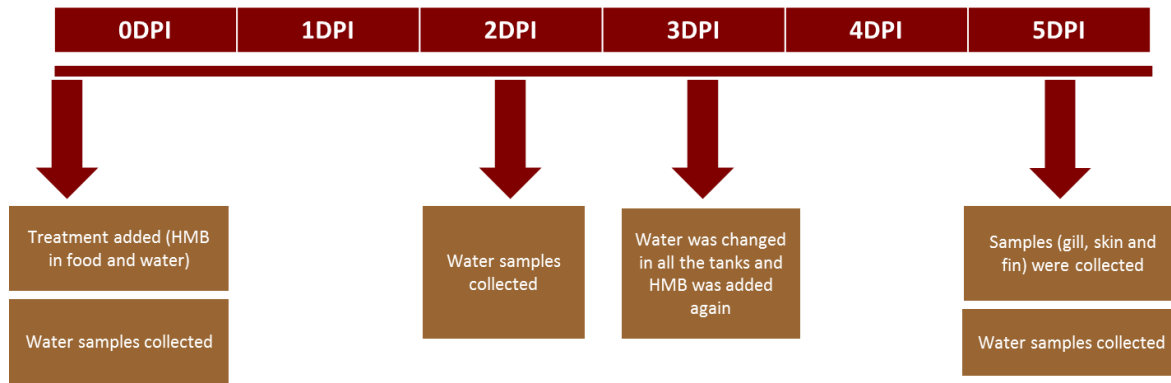 0DPI 1DPI 2DPI 3DPI 4DPI 5DPI
Treatment added (HMB
in food and water)
Water samples collected
Water samples
collected
Water was changed
in all the tanks and
HMB was added
again
Samples (gill, skin and
fin) were collected
Water samples collected